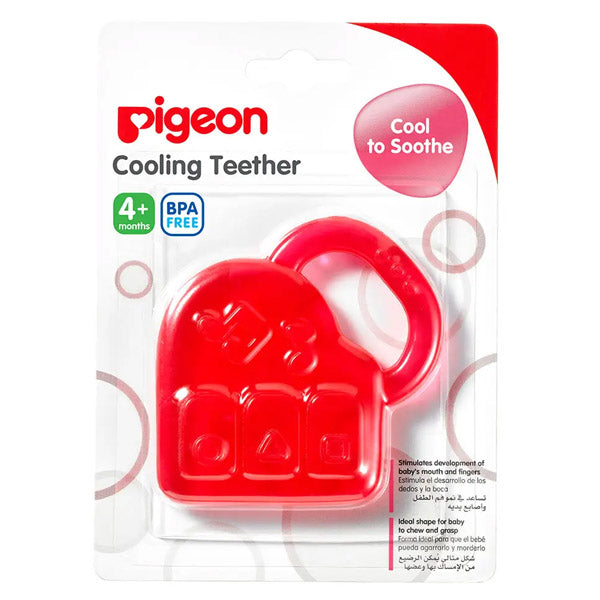 pigeon
Cooling Teether
4+
months
BPA
FREE
Cool
to Soothe
Stimulates development of
baby's mouth and fingers
Estimula el desarrollo de los
dedos y la boca
تساعد في نمو فم الطفل
وأصابع يديه
Ideal shape for baby
to chew and grasp
Forma ideal para que el bebé
pueda agarrarlo y morderlo
شكل مثالي يُمكن الرضيع
من الإمساك بها وعضها